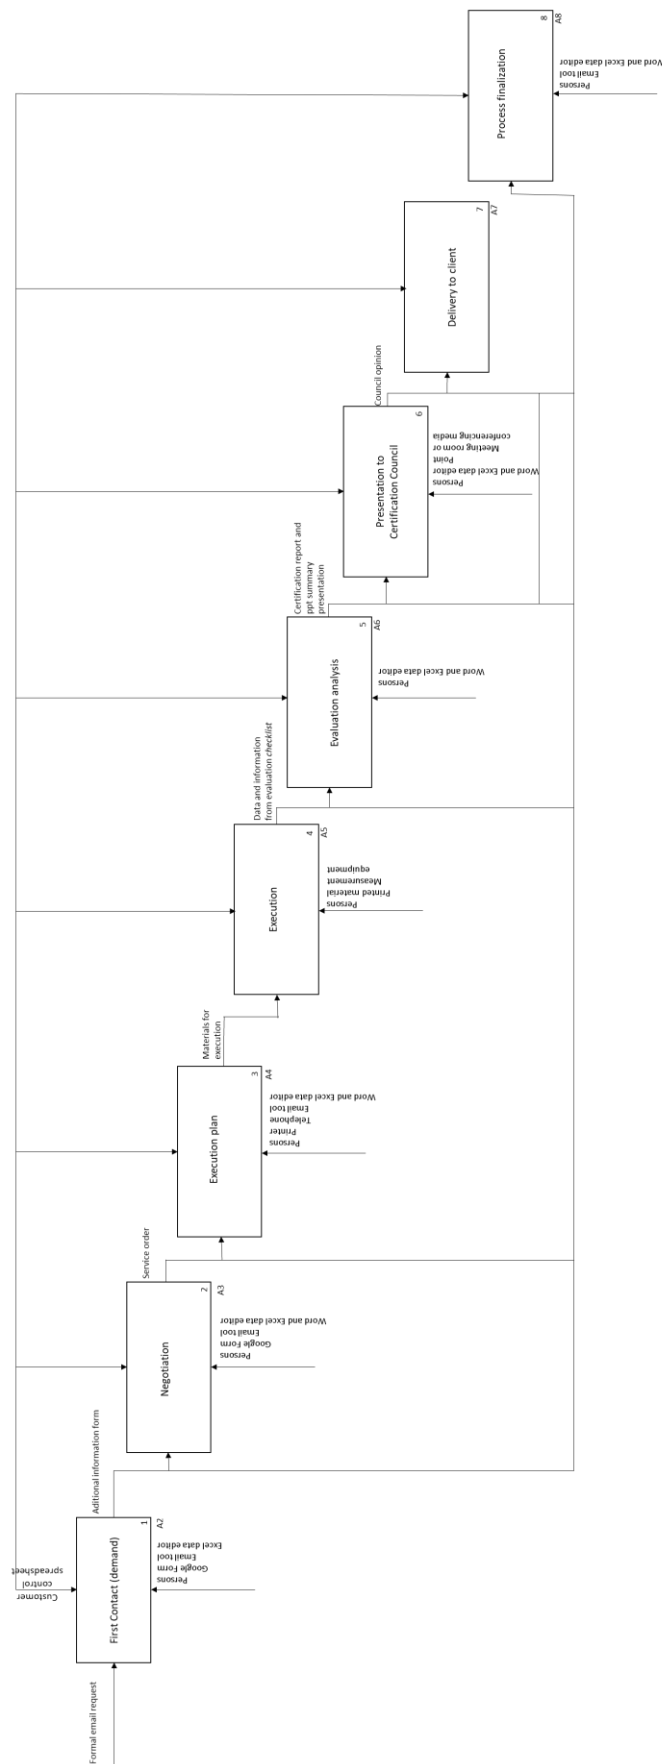 Formal email request
Customer
control
spreadsheet
First Contact (demand)
1
A2
Persons
Google Form
Email tool
Excel data editor
Aditional information form
Negotiation
2
A3
Persons
Google Form
Email tool
Word and Excel data editor
Service order
Execution plan
3
A4
Persons
Printer
Telephone
Email tool
Word and Excel data editor
Materials for
execution
Execution
4
A5
Persons
Printed material
Measurement
equipment
Data and information
from evaluation checklist
Evaluation analysis
5
A6
Persons
Word and Excel data editor
Certification report and
ppt summary
presentation
Presentation to
Certification Council
6
Persons
Word and Excel data editor
Point
Meeting room or
conferencing media
Council opinion
Delivery to client
7
A7
Process finalization
8
A8
Persons
Email tool
Word and Excel data editor